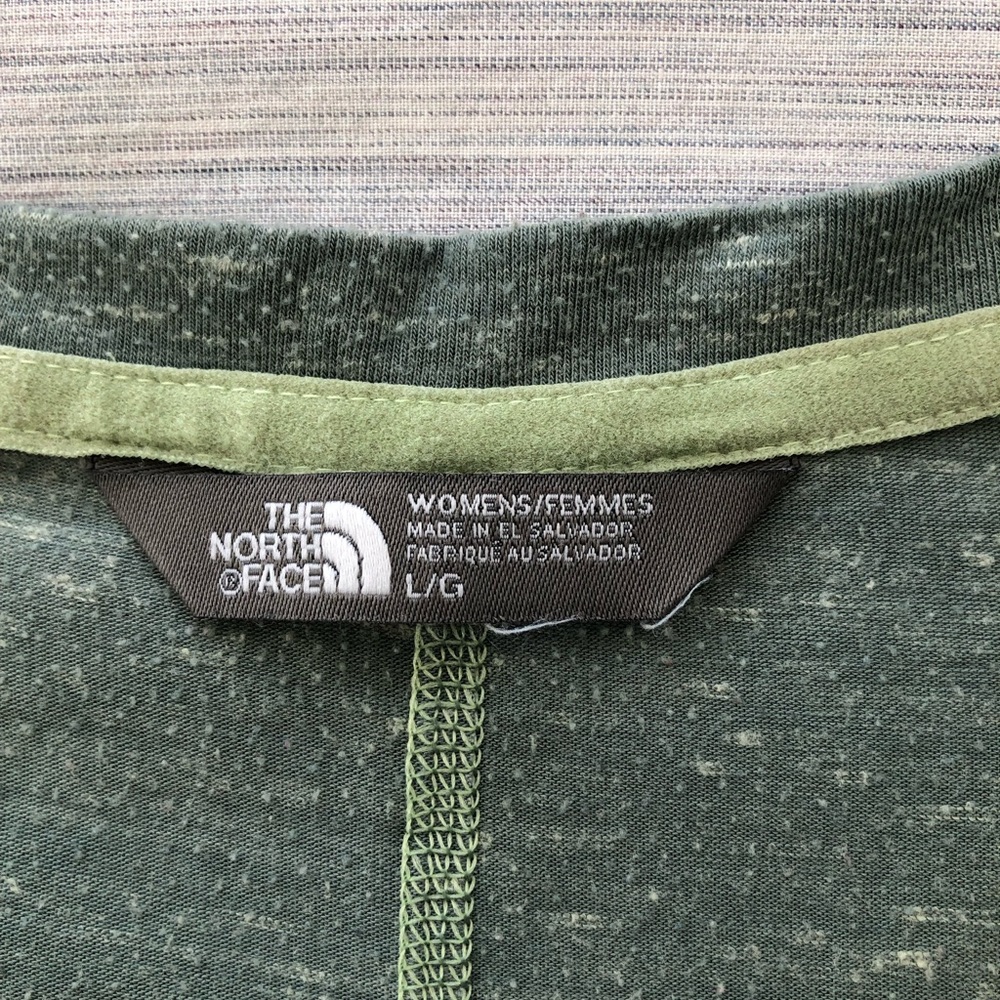 THE
NORTH
®FACE
WOMENS/FEMMES
MADE IN EL SALVADOR
FABRIQUÉ AU SALVADOR
L/G